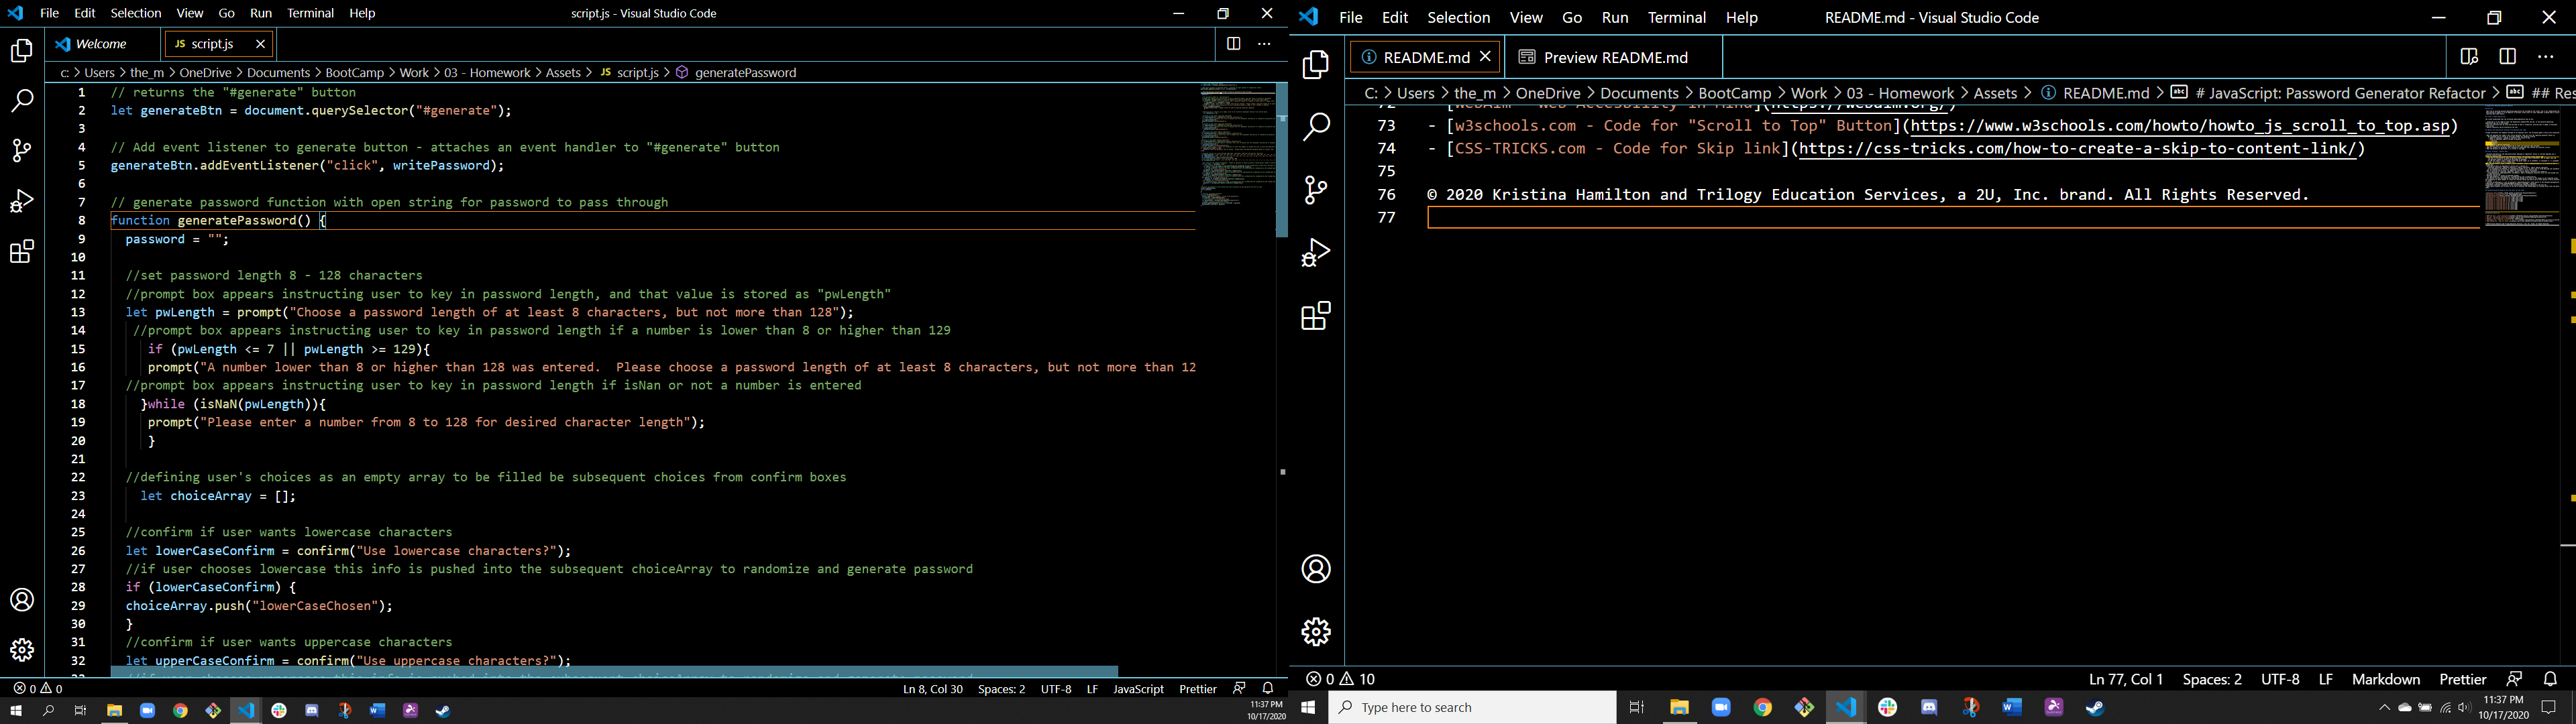 File Edit Selection View Go Run Terminal Help script.js - Visual Studio Code
Welcome JS script.js
c: > Users > the_m > OneDrive > Documents > BootCamp > Work > 03 - Homework > Assets > JS script.js > generatePassword
1 // returns the "#generate" button
2 let generateBtn = document.querySelector("#generate");
3
4 // Add event listener to generate button - attaches an event handler to "#generate" button
5 generateBtn.addEventListener("click", writePassword);
6
7 // generate password function with open string for password to pass through
8 function generatePassword() {
9 password = "";
10
11 //set password length 8 - 128 characters
12 //prompt box appears instructing user to key in password length, and that value is stored as "pwLength"
13 let pwLength = prompt("Choose a password length of at least 8 characters, but not more than 128");
14 //prompt box appears instructing user to key in password length if a number is lower than 8 or higher than 129
15 if (pwLength <= 7 || pwLength >= 129){
16 prompt("A number lower than 8 or higher than 128 was entered.  Please choose a password length of at least 8 characters, but not more than 12
17 //prompt box appears instructing user to key in password length if isNan or not a number is entered
18 }while (isNaN(pwLength)){
19 prompt("Please enter a number from 8 to 128 for desired character length");
20 }
21
22 //defining user's choices as an empty array to be filled be subsequent choices from confirm boxes
23 let choiceArray = [];
24
25 //confirm if user wants lowercase characters
26 let lowerCaseConfirm = confirm("Use lowercase characters?");
27 //if user chooses lowercase this info is pushed into the subsequent choiceArray to randomize and generate password
28 if (lowerCaseConfirm) {
29 choiceArray.push("lowerCaseChosen");
30 }
31 //confirm if user wants uppercase characters
32 let upperCaseConfirm = confirm("Use uppercase characters?");
0 0 Ln 8, Col 30 Spaces: 2 UTF-8 LF JavaScript Prettier
11:37 PM
10/17/2020
File Edit Selection View Go Run Terminal Help README.md - Visual Studio Code
README.md Preview README.md
C: > Users > the_m > OneDrive > Documents > BootCamp > Work > 03 - Homework > Assets > README.md > # JavaScript: Password Generator Refactor > ## Res
73 - [w3schools.com - Code for "Scroll to Top" Button](https://www.w3schools.com/howto/howto_js_scroll_to_top.asp)
74 - [CSS-TRICKS.com - Code for Skip link](https://css-tricks.com/how-to-create-a-skip-to-content-link/)
75
76 © 2020 Kristina Hamilton and Trilogy Education Services, a 2U, Inc. brand. All Rights Reserved.
77
0 10 Ln 77, Col 1 Spaces: 2 UTF-8 LF Markdown Prettier
Type here to search
11:37 PM
10/17/2020